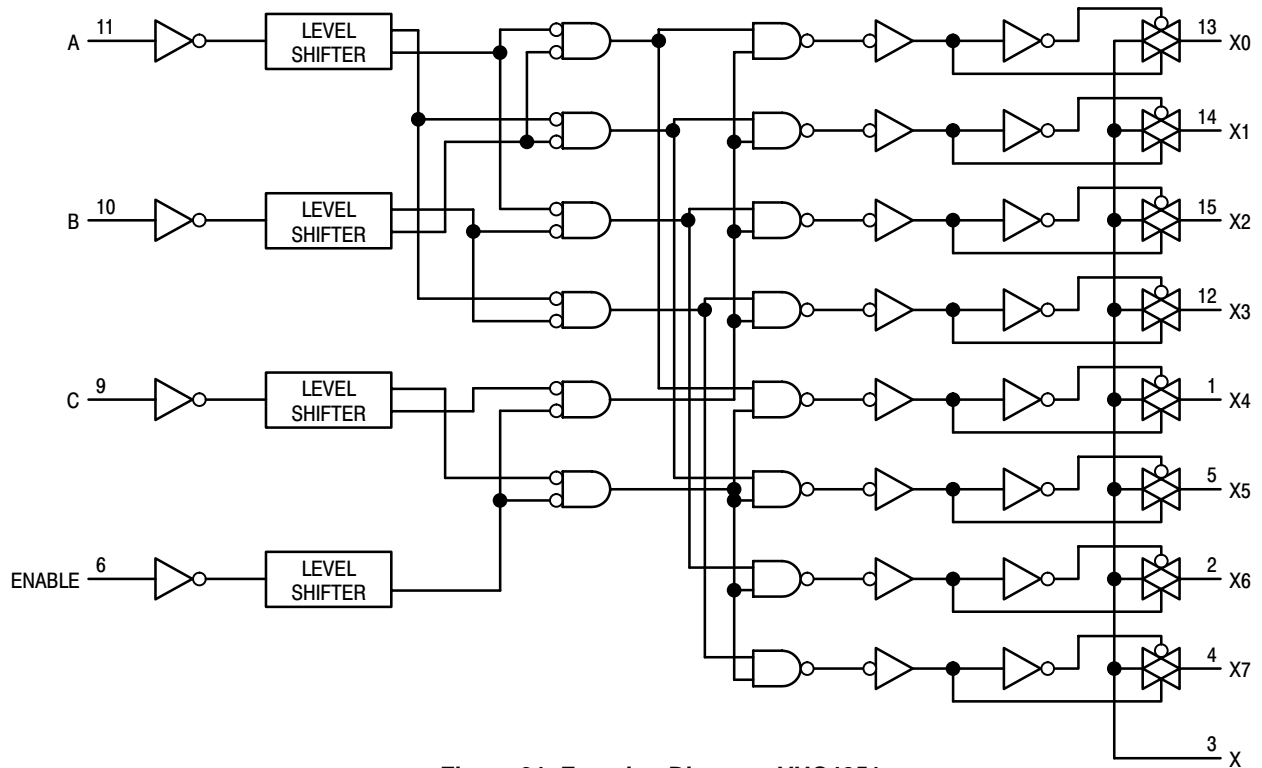 A 11 LEVEL SHIFTER 13 X0
14 X1
B 10 LEVEL SHIFTER 15 X2
12 X3
C 9 LEVEL SHIFTER 1 X4
5 X5
ENABLE 6 LEVEL SHIFTER 2 X6
4 X7
3 X